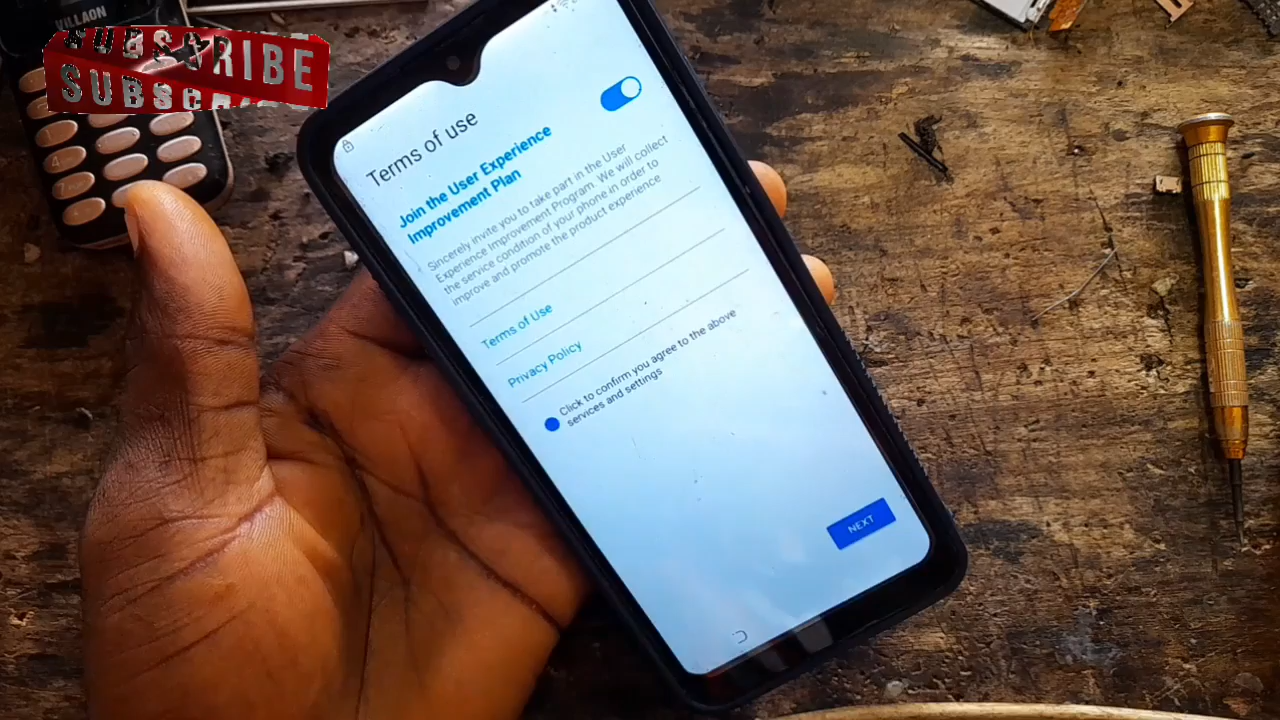 VILLAON
SUBSCRIBE
SUBSCRIBE
Terms of use
Join the User Experience
Improvement Plan
Sincerely invite you to take part in the User
Experience Improvement Program. We will collect
the service condition of your phone in order to
improve and promote the product experience
Terms of Use
Privacy Policy
Click to confirm you agree to the above
services and settings
NEXT